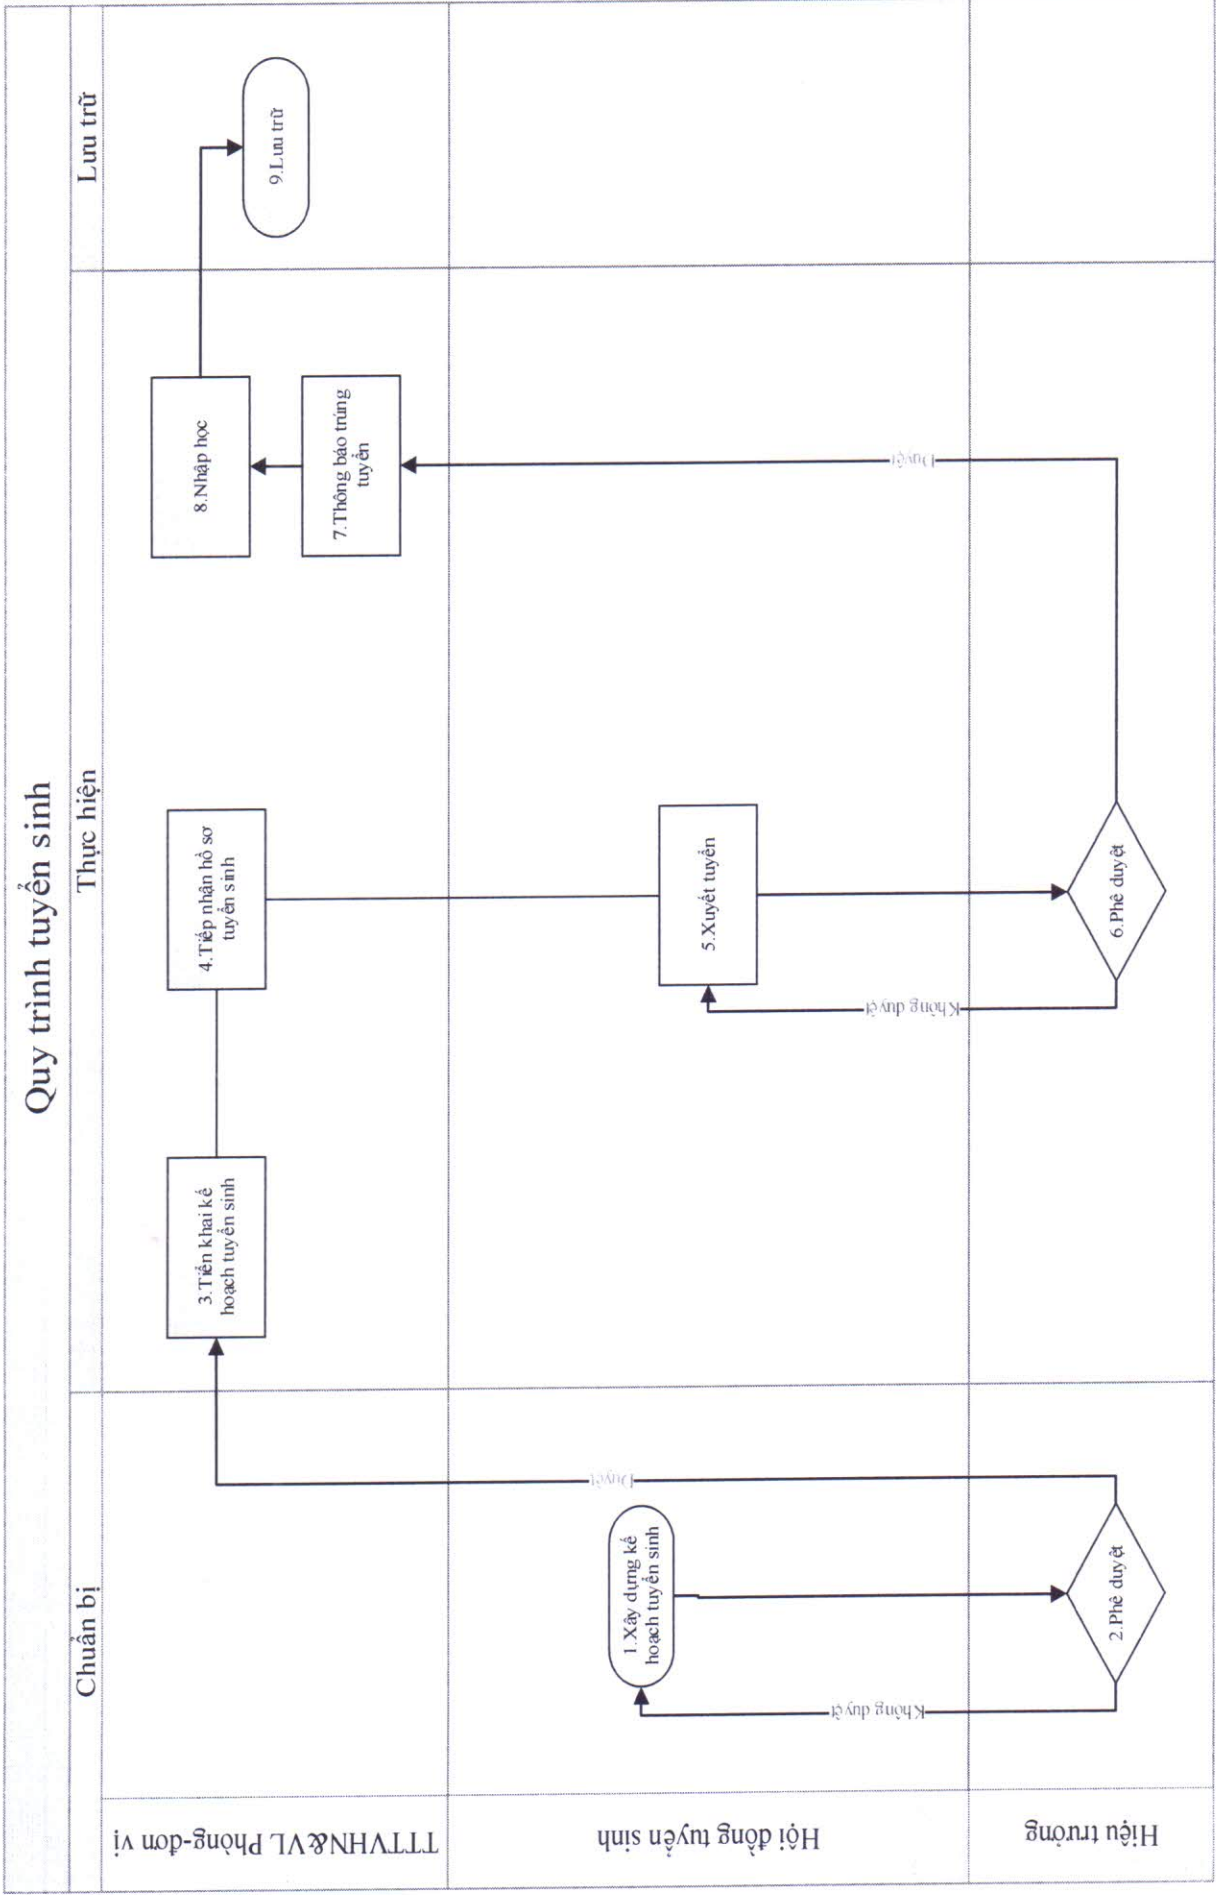 Quy trình tuyển sinh
Chuẩn bị
Thực hiện
Lưu trữ
TTTVHN&VL Phòng-đơn vị
3.Tiến khai kế
hoạch tuyển sinh
4.Tiếp nhận hồ sơ
tuyển sinh
8.Nhập học
7.Thông báo trúng
tuyển
9.Lưu trữ
Hội đồng tuyển sinh
1.Xây dựng kế
hoạch tuyển sinh
5.Xuyết tuyển
Không duyệt
Duyệt
Không duyệt
Duyệt
Hiệu trưởng
2.Phê duyệt
6.Phê duyệt